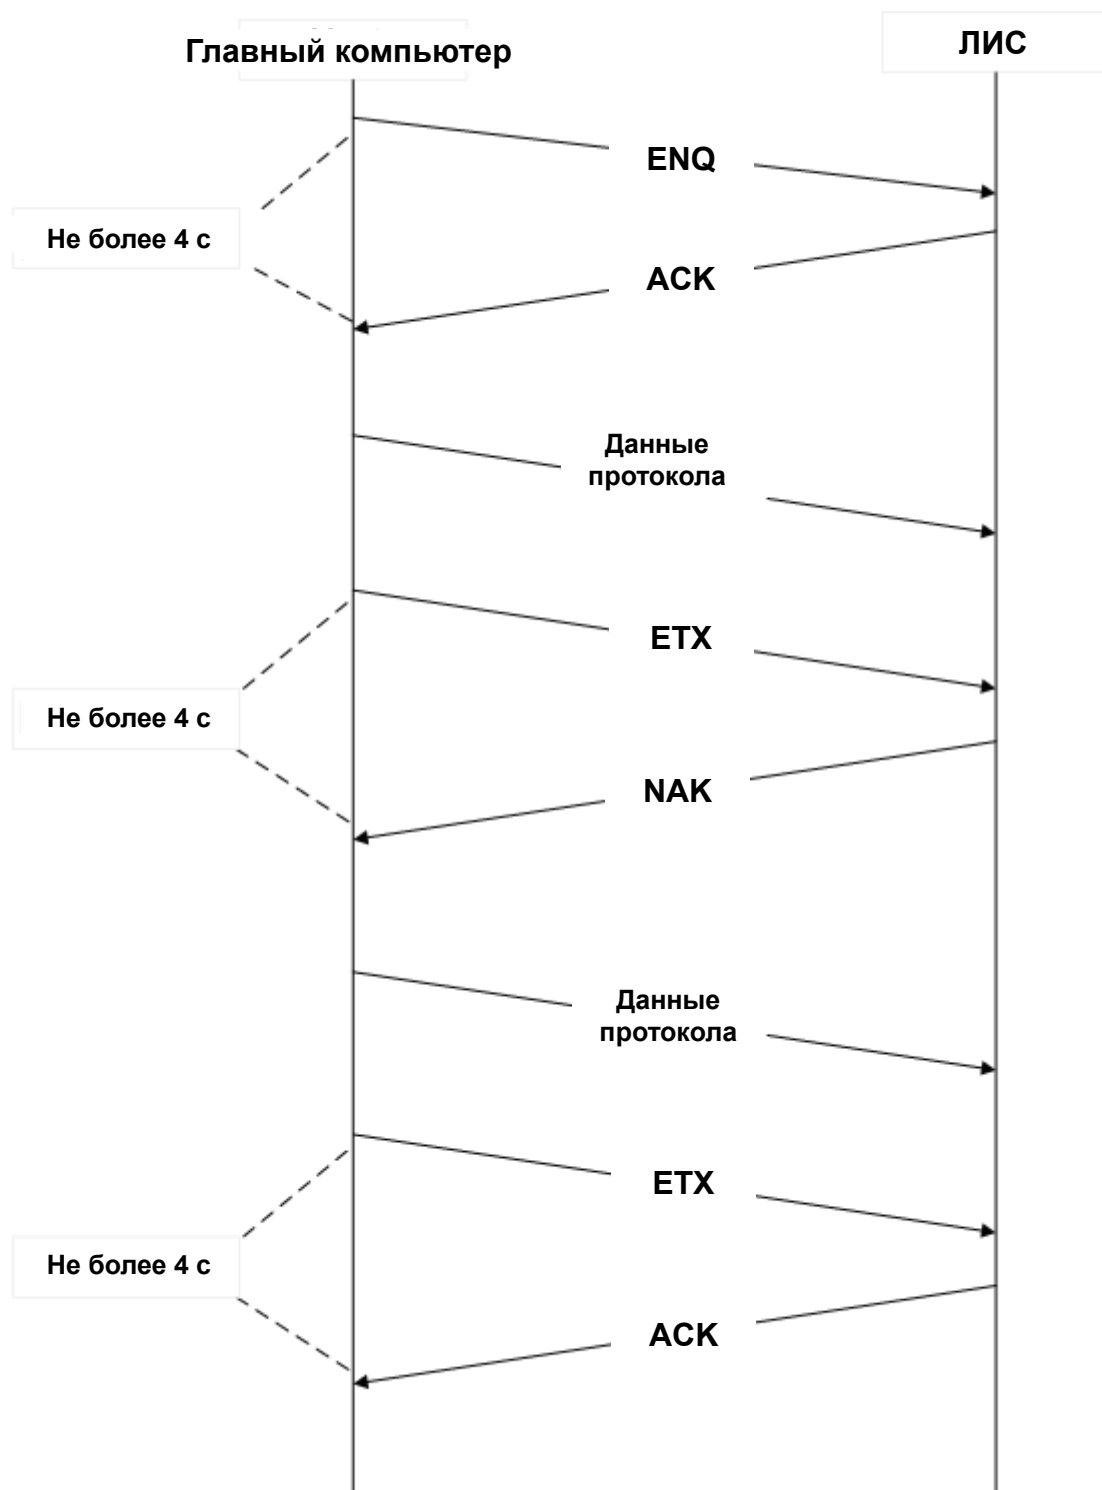 Главный компьютер
ЛИС
ENQ
Не более 4 с
ACK
Данные
протокола
ETX
Не более 4 с
NAK
Данные
протокола
ETX
Не более 4 с
ACK